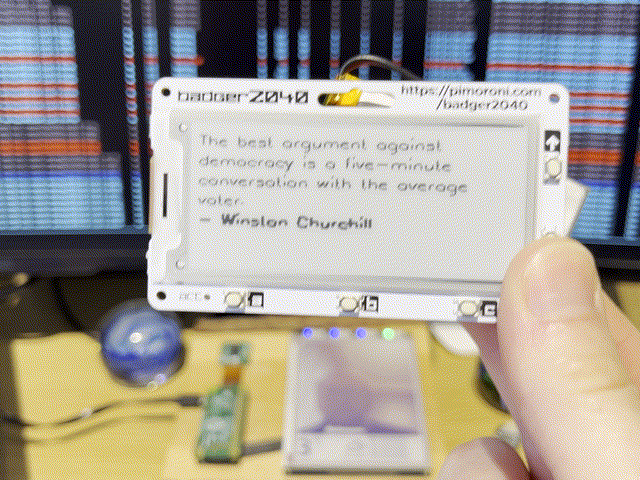 badger2040
https://pimoroni.com
/badger2040
The best argument against
democracy is a five-minute
conversation with the average
voter.
- Winston Churchill
act
a
b
c